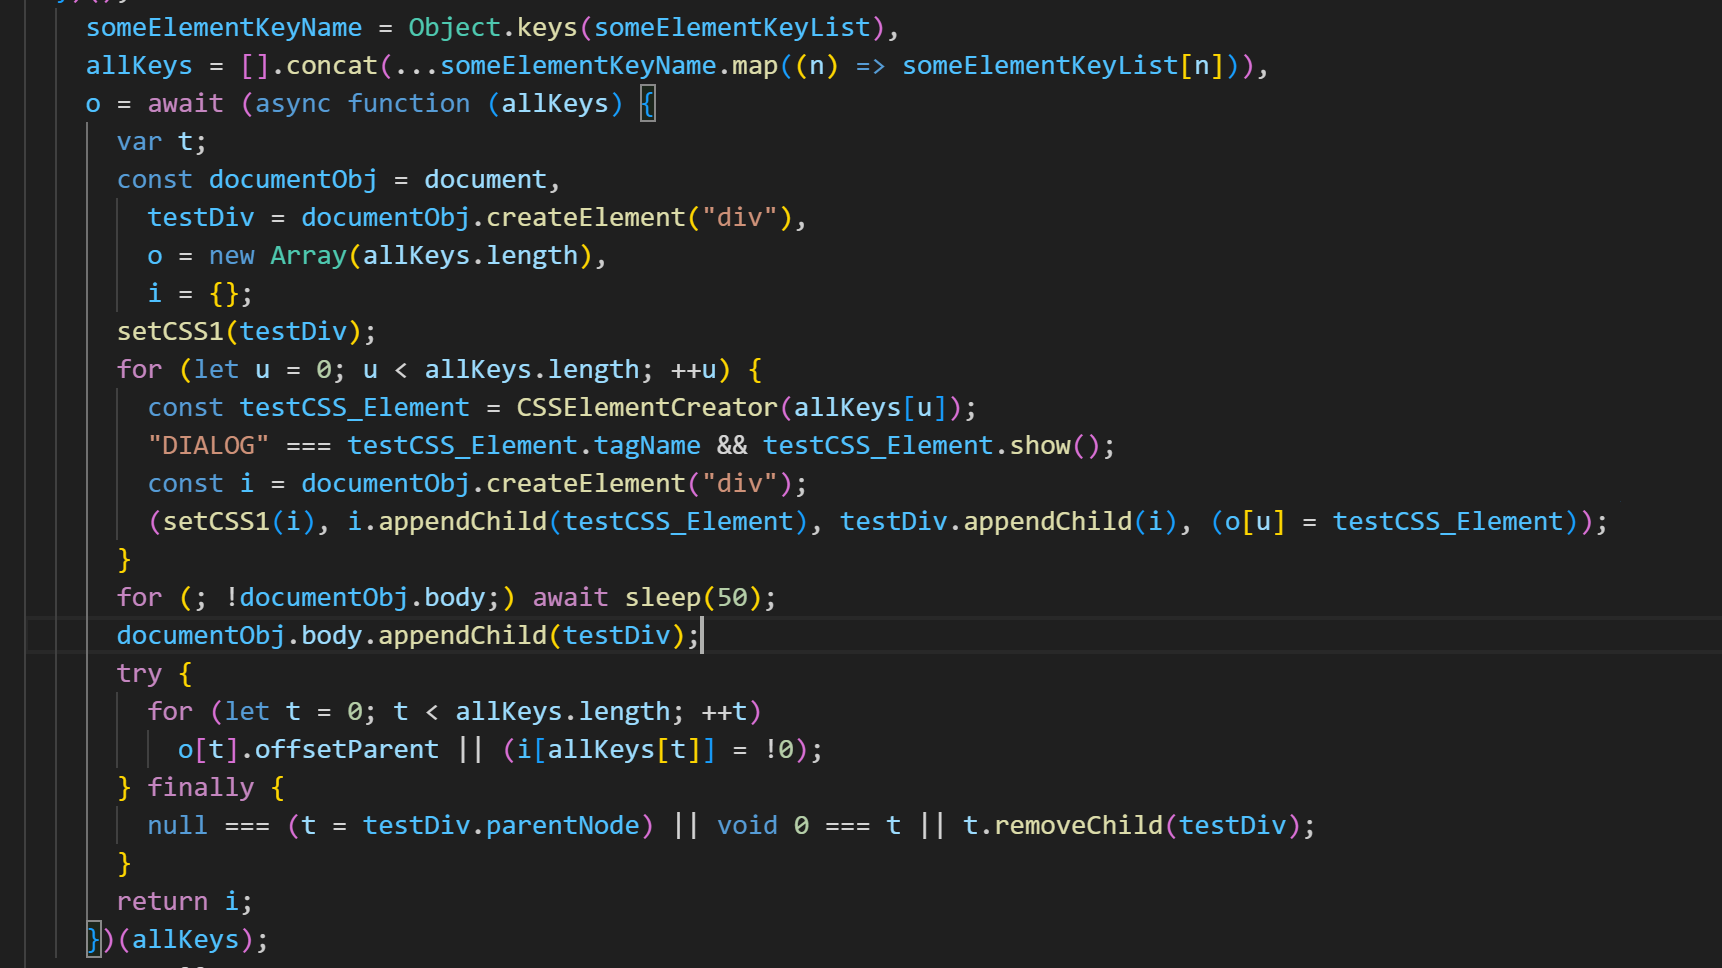 someElementKeyName = Object.keys(someElementKeyList),
allKeys = [].concat(...someElementKeyName.map((n) => someElementKeyList[n])),
o = await (async function (allKeys) {
var t;
const documentObj = document,
testDiv = documentObj.createElement("div"),
o = new Array(allKeys.length),
i = {};
setCSS1(testDiv);
for (let u = 0; u < allKeys.length; ++u) {
const testCSS_Element = CSSElementCreator(allKeys[u]);
"DIALOG" === testCSS_Element.tagName && testCSS_Element.show();
const i = documentObj.createElement("div");
(setCSS1(i), i.appendChild(testCSS_Element), testDiv.appendChild(i), (o[u] = testCSS_Element));
}
for (; !documentObj.body;) await sleep(50);
documentObj.body.appendChild(testDiv);
try {
for (let t = 0; t < allKeys.length; ++t)
o[t].offsetParent || (i[allKeys[t]] = !0);
} finally {
null === (t = testDiv.parentNode) || void 0 === t || t.removeChild(testDiv);
}
return i;
})(allKeys);